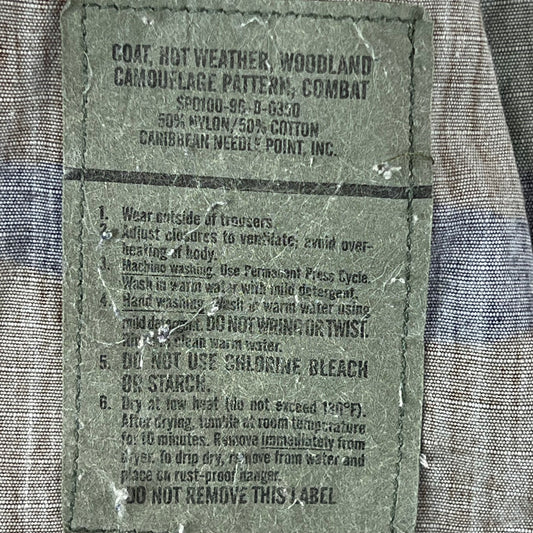 COAT, HOT WEATHER, WOODLAND
CAMOUFLAGE PATTERN, COMBAT
SPO100-96-D-0350
50% NYLON/50% COTTON
CARIBBEAN NEEDLE POINT, INC.
1. Wear outside of trousers
2. Adjust closures to ventilate; avoid over-
heating of body.
3. Machine washing. Use Permanent Press Cycle.
Wash in warm water with mild detergent.
4. Hand washing. Wash in warm water using
mild detergent. DO NOT WRING OR TWIST.
in clean warm water.
5. DO NOT USE CHLORINE BLEACH
OR STARCH.
6. Dry at low heat (do not exceed 130°F).
After drying, tumble at room temperature
for 10 minutes. Remove immediately from
dryer. To drip dry, remove from water and
place on rust-proof hanger.
DO NOT REMOVE THIS LABEL